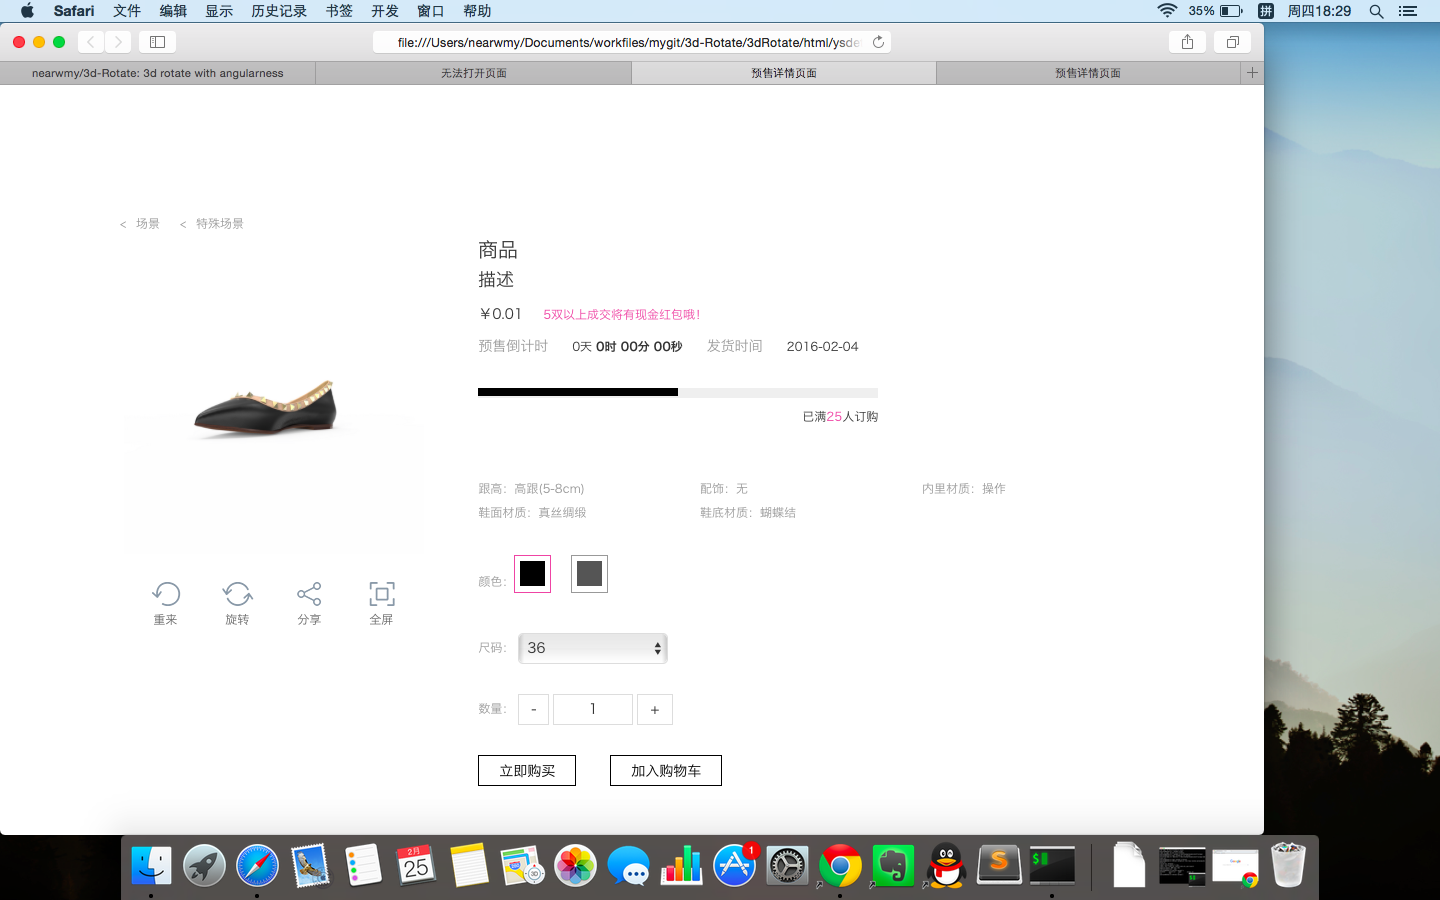 Safari 文件 编辑 显示 历史记录 书签 开发 窗口 帮助 35% 拼 周四18:29
file:///Users/nearwmy/Documents/workfiles/mygit/3d-Rotate/3dRotate/html/ysde
nearwmy/3d-Rotate: 3d rotate with angularness 无法打开页面 预售详情页面 预售详情页面
< 场景 < 特殊场景
商品
描述
¥0.01 5双以上成交将有现金红包哦!
预售倒计时 0天 0时 00分 00秒 发货时间 2016-02-04
已满25人订购
跟高: 高跟(5-8cm) 配饰: 无 内里材质: 操作
鞋面材质: 真丝绸缎 鞋底材质: 蝴蝶结
颜色:
重来 旋转 分享 全屏
尺码: 36
数量: - 1 +
立即购买 加入购物车
2月
25
3D
1
S
$
Google